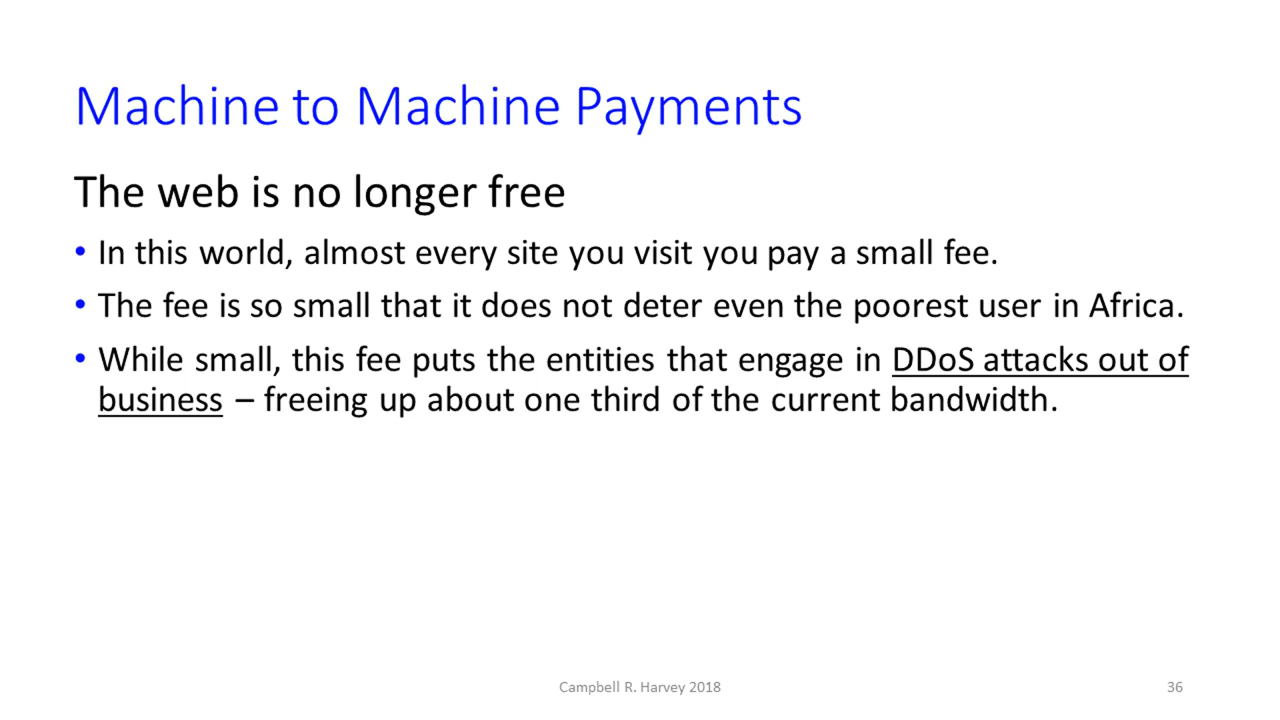 Machine to Machine Payments
The web is no longer free
• In this world, almost every site you visit you pay a small fee.
• The fee is so small that it does not deter even the poorest user in Africa.
• While small, this fee puts the entities that engage in DDoS attacks out of
business – freeing up about one third of the current bandwidth.
Campbell R. Harvey 2018
36